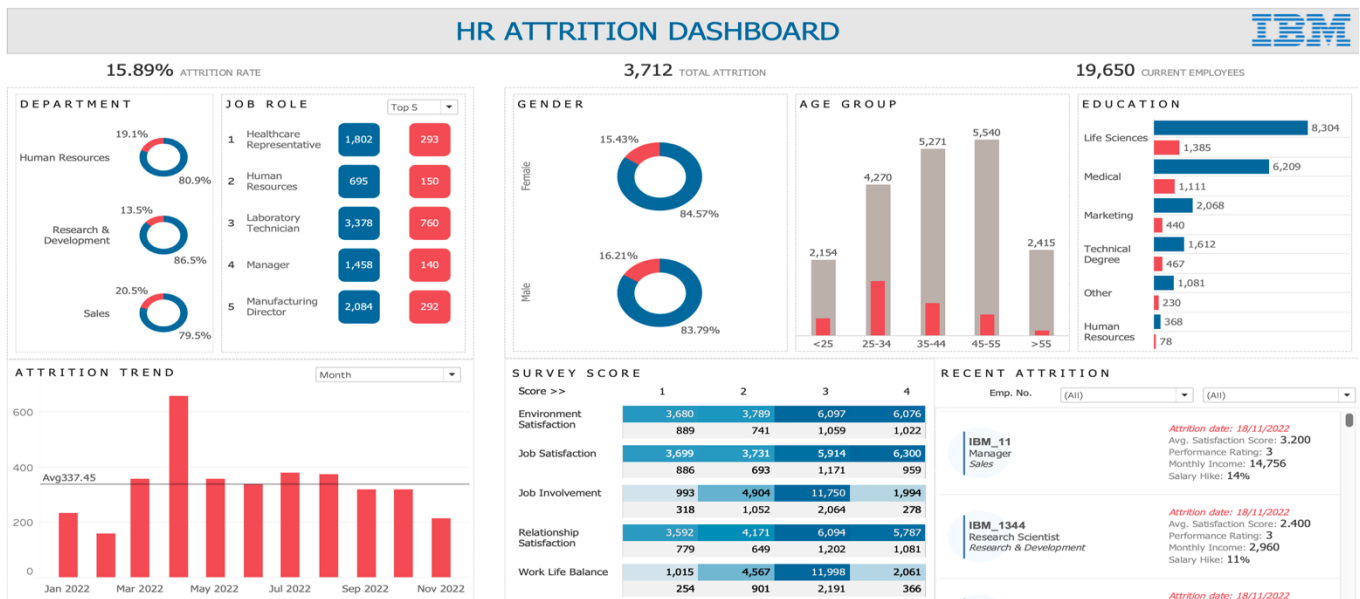 HR ATTRITION DASHBOARD
IBM
15.89% ATTRITION RATE
3,712 TOTAL ATTRITION
19,650 CURRENT EMPLOYEES
DEPARTMENT
19.1%
Human Resources
80.9%
13.5%
Research &
Development
86.5%
20.5%
Sales
79.5%
JOB ROLE
Top 5
1 Healthcare
Representative 1,802 293
2 Human
Resources 695 150
3 Laboratory
Technician 3,378 760
4 Manager 1,458 140
5 Manufacturing
Director 2,084 292
GENDER
15.43%
Female
84.57%
16.21%
Male
83.79%
AGE GROUP
2,154
4,270
5,271
5,540
2,415
<25 25-34 35-44 45-55 >55
EDUCATION
Life Sciences 8,304
1,385
Medical 6,209
1,111
Marketing 2,068
440
Technical
Degree 1,612
467
Other 1,081
230
Human
Resources 368
78
ATTRITION TREND
Month
600
400
Avg337.45
200
0
Jan 2022 Mar 2022 May 2022 Jul 2022 Sep 2022 Nov 2022
SURVEY SCORE
Score >> 1 2 3 4
Environment
Satisfaction 3,680 3,789 6,097 6,076
889 741 1,059 1,022
Job Satisfaction 3,699 3,731 5,914 6,300
886 693 1,171 959
Job Involvement 993 4,904 11,750 1,994
318 1,052 2,064 278
Relationship
Satisfaction 3,592 4,171 6,094 5,787
779 649 1,202 1,081
Work Life Balance 1,015 4,567 11,998 2,061
254 901 2,191 366
RECENT ATTRITION
Emp. No. (All) (All)
IBM_11
Manager
Sales
Attrition date: 18/11/2022
Avg. Satisfaction Score: 3.200
Performance Rating: 3
Monthly Income: 14,756
Salary Hike: 14%
IBM_1344
Research Scientist
Research & Development
Attrition date: 18/11/2022
Avg. Satisfaction Score: 2.400
Performance Rating: 3
Monthly Income: 2,960
Salary Hike: 11%
Attrition date: 18/11/2022